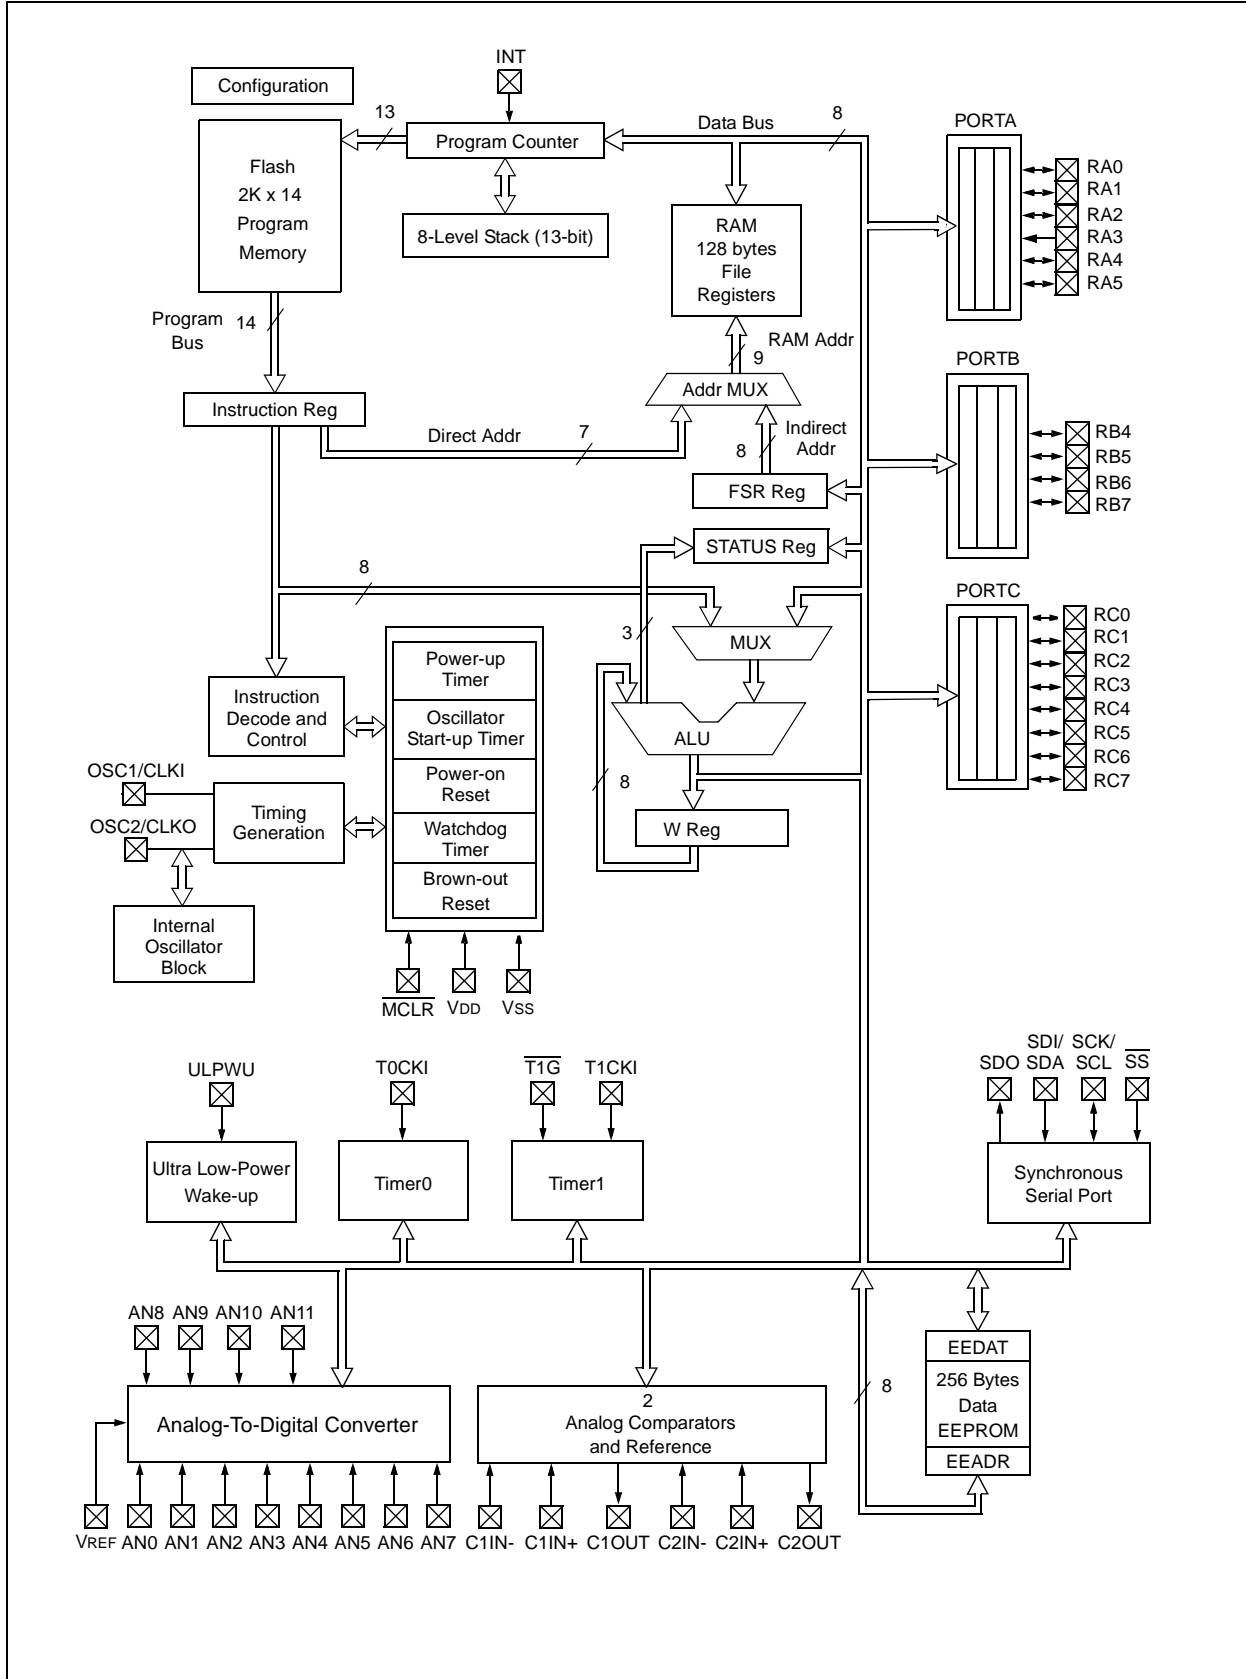 INT
Configuration
13
Data Bus
8
PORTA
Program Counter
Flash
2K x 14
Program
Memory
8-Level Stack (13-bit)
RAM
128 bytes
File
Registers
RA0
RA1
RA2
RA3
RA4
RA5
Program
Bus
14
RAM Addr
9
PORTB
Addr MUX
Instruction Reg
Direct Addr
7
Indirect
Addr
8
FSR Reg
RB4
RB5
RB6
RB7
STATUS Reg
8
PORTC
3
MUX
Power-up
Timer
Oscillator
Start-up Timer
Power-on
Reset
Watchdog
Timer
Brown-out
Reset
Instruction
Decode and
Control
ALU
RC0
RC1
RC2
RC3
RC4
RC5
RC6
RC7
OSC1/CLKI
OSC2/CLKO
Timing
Generation
8
W Reg
Internal
Oscillator
Block
MCLR
VDD
VSS
ULPWU
T0CKI
T1G
T1CKI
SDO
SDI/
SDA
SCK/
SCL
SS
Ultra Low-Power
Wake-up
Timer0
Timer1
Synchronous
Serial Port
AN8
AN9
AN10
AN11
Analog-To-Digital Converter
2
Analog Comparators
and Reference
8
EEDAT
256 Bytes
Data
EEPROM
EEADR
VREF
AN0
AN1
AN2
AN3
AN4
AN5
AN6
AN7
C1IN-
C1IN+
C1OUT
C2IN-
C2IN+
C2OUT